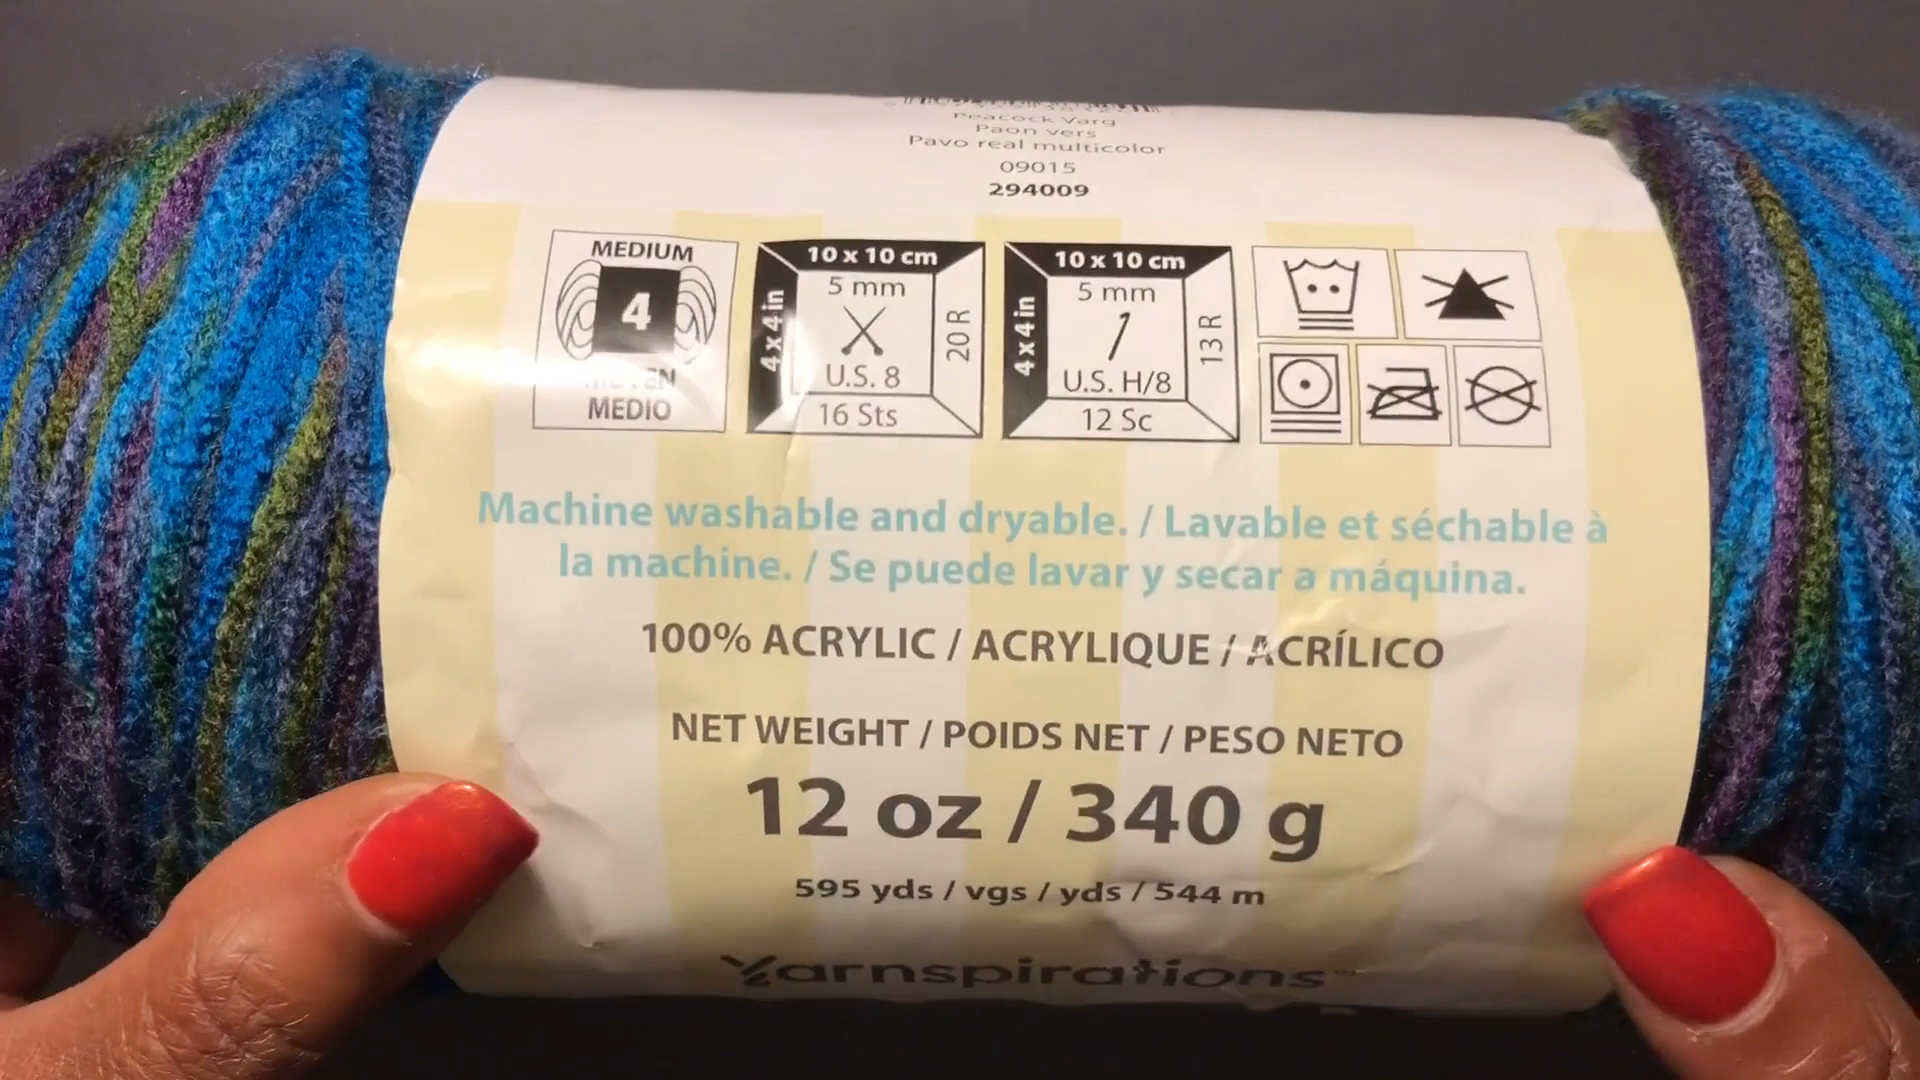 Peacock Varg
Paon vers
Pavo real multicolor
09015
294009
MEDIUM
4
MEDIO
10 x 10 cm
4 x 4 in
5 mm
20 R
U.S. 8
16 Sts
10 x 10 cm
4 x 4 in
5 mm
13 R
U.S. H/8
12 Sc
Machine washable and dryable. / Lavable et séchable à
la machine. / Se puede lavar y secar a máquina.
100% ACRYLIC / ACRYLIQUE / ACRÍLICO
NET WEIGHT / POIDS NET / PESO NETO
12 oz / 340 g
595 yds / vgs / yds / 544 m
Yarnspirations™